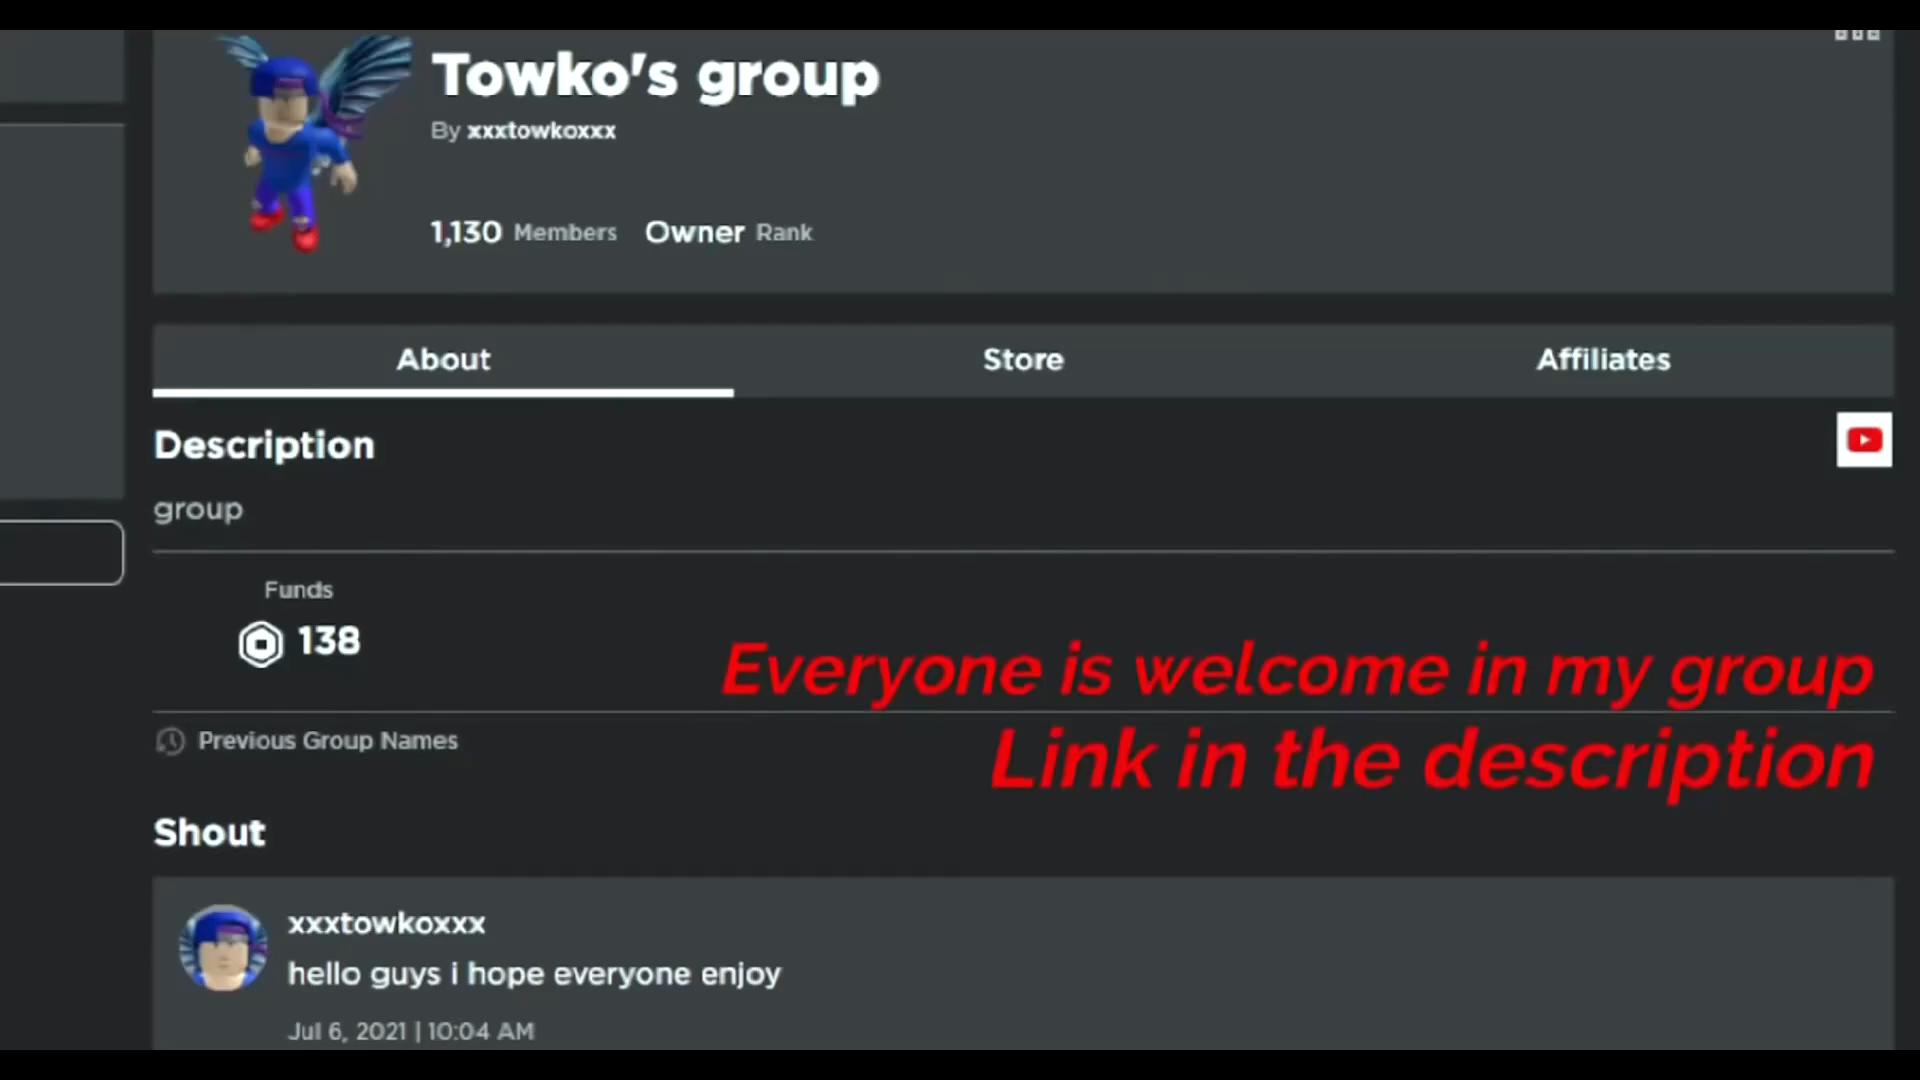 Towko's group
By xxxtowkoxxx
1,130 Members Owner Rank
About Store Affiliates
Description
group
Funds
138
Everyone is welcome in my group
Previous Group Names
Link in the description
Shout
xxxtowkoxxx
hello guys i hope everyone enjoy
Jul 6, 2021 | 10:04 AM